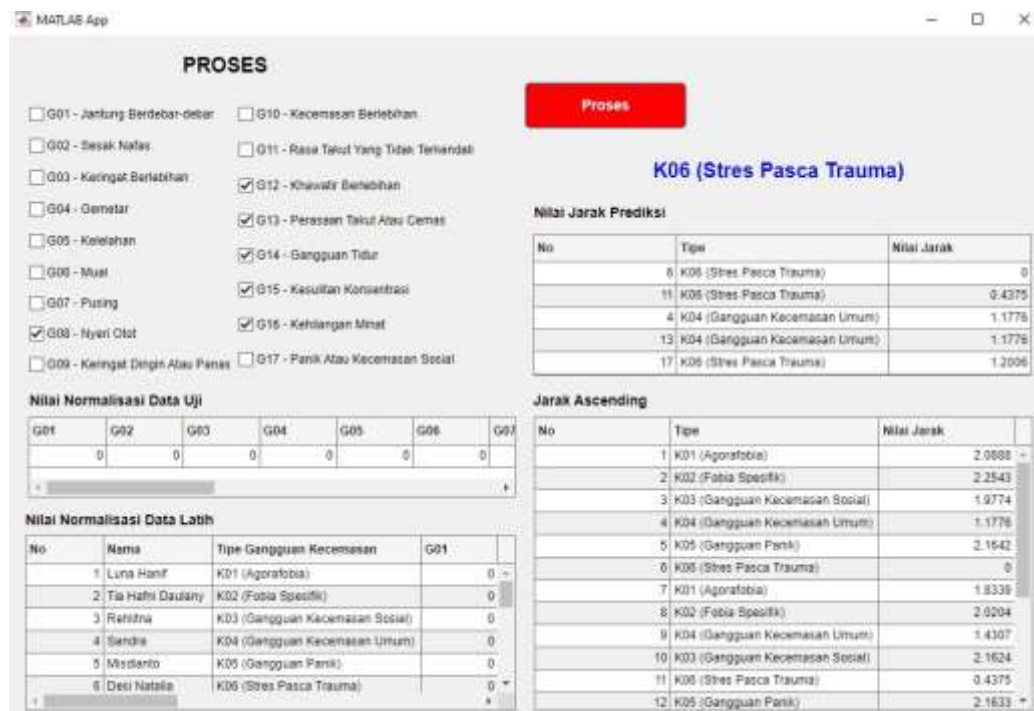 MATLAB App
PROSES
G01 - Jantung Berdebar-debar
G02 - Sesak Nafas
G03 - Keringat Berlebihan
G04 - Gemetar
G05 - Kelelahan
G06 - Mual
G07 - Pusing
G08 - Nyeri Otot
G09 - Keringat Dingin Atau Panas
G10 - Kecemasan Berlebihan
G11 - Rasa Takut Yang Tidak Terkendali
G12 - Khawatir Berlebihan
G13 - Perasaan Takut Atau Cemas
G14 - Gangguan Tidur
G15 - Kesulitan Konsentrasi
G16 - Kehilangan Minat
G17 - Panik Atau Kecemasan Sosial
Nilai Normalisasi Data Uji
G01 G02 G03 G04 G05 G06 G07
0 0 0 0 0 0
Nilai Normalisasi Data Latih
No Nama Tipe Gangguan Kecemasan G01
1 Luna Hanif K01 (Agorafobia) 0
2 Tia Hafni Daulany K02 (Fobia Spesifik) 0
3 Rehlitna K03 (Gangguan Kecemasan Sosial) 0
4 Sandra K04 (Gangguan Kecemasan Umum) 0
5 Misdianto K05 (Gangguan Panik) 0
6 Desi Natalia K06 (Stres Pasca Trauma) 0
Proses
K06 (Stres Pasca Trauma)
Nilai Jarak Prediksi
No Tipe Nilai Jarak
6 K06 (Stres Pasca Trauma) 0
11 K06 (Stres Pasca Trauma) 0.4375
4 K04 (Gangguan Kecemasan Umum) 1.1776
13 K04 (Gangguan Kecemasan Umum) 1.1776
17 K06 (Stres Pasca Trauma) 1.2006
Jarak Ascending
No Tipe Nilai Jarak
1 K01 (Agorafobia) 2.0888
2 K02 (Fobia Spesifik) 2.2543
3 K03 (Gangguan Kecemasan Sosial) 1.9774
4 K04 (Gangguan Kecemasan Umum) 1.1776
5 K05 (Gangguan Panik) 2.1642
6 K06 (Stres Pasca Trauma) 0
7 K01 (Agorafobia) 1.8339
8 K02 (Fobia Spesifik) 2.0204
9 K04 (Gangguan Kecemasan Umum) 1.4307
10 K03 (Gangguan Kecemasan Sosial) 2.1624
11 K06 (Stres Pasca Trauma) 0.4375
12 K05 (Gangguan Panik) 2.1633